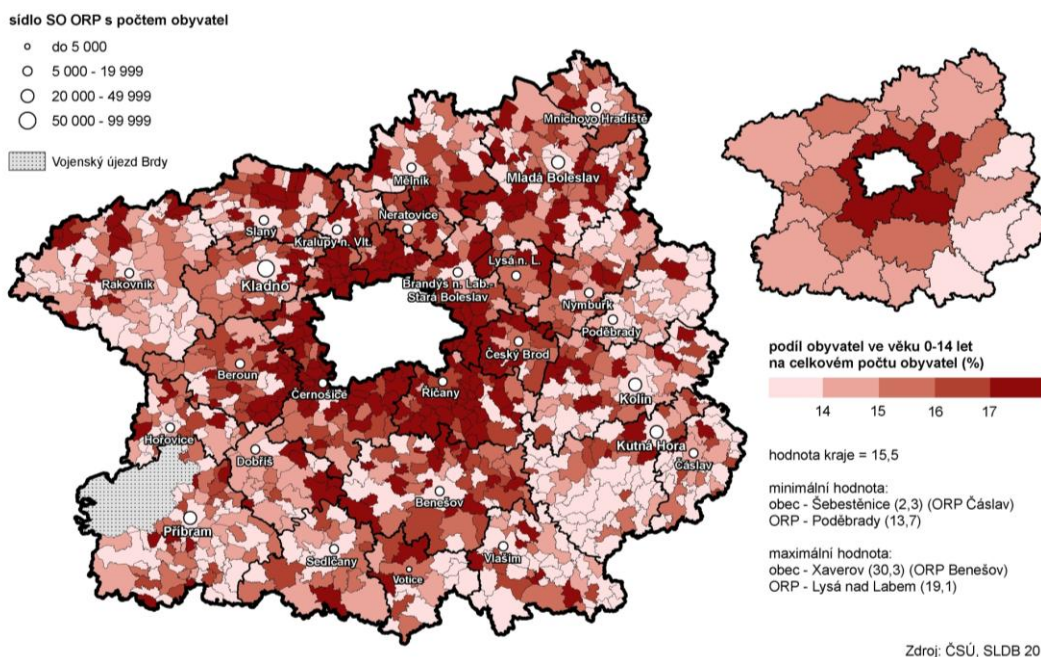 sídlo SO ORP s počtem obyvatel
do 5 000
5 000 - 19 999
20 000 - 49 999
50 000 - 99 999
Vojenský újezd Brdy
Mnichovo Hradiště
Mladá Boleslav
Mělník
Neratovice
Slaný
Kralupy n. Vlt.
Lysá n. L.
Rakovník
Kladno
Brandýs n. Lab.-
Stará Boleslav
Nymburk
Poděbrady
Český Brod
Beroun
Černošice
Říčany
Kolín
Hořovice
Kutná Hora
Dobříš
Čáslav
Benešov
Příbram
Sedlčany
Vlašim
Votice
podíl obyvatel ve věku 0-14 let
na celkovém počtu obyvatel (%)
14 15 16 17
hodnota kraje = 15,5
minimální hodnota:
obec - Šebestěnice (2,3) (ORP Čáslav)
ORP - Poděbrady (13,7)
maximální hodnota:
obec - Xaverov (30,3) (ORP Benešov)
ORP - Lysá nad Labem (19,1)
Zdroj: ČSÚ, SLDB 20